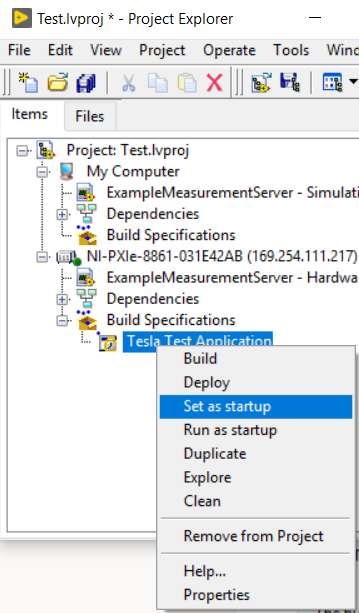 Test.lvproj * - Project Explorer
File Edit View Project Operate Tools Wind
Items Files
Project: Test.lvproj
My Computer
ExampleMeasurementServer - Simulati
Dependencies
Build Specifications
NI-PXIe-8861-031E42AB (169.254.111.217)
ExampleMeasurementServer - Hardwa
Dependencies
Build Specifications
Tesla Test Application
Build
Deploy
Set as startup
Run as startup
Duplicate
Explore
Clean
Remove from Project
Help...
Properties